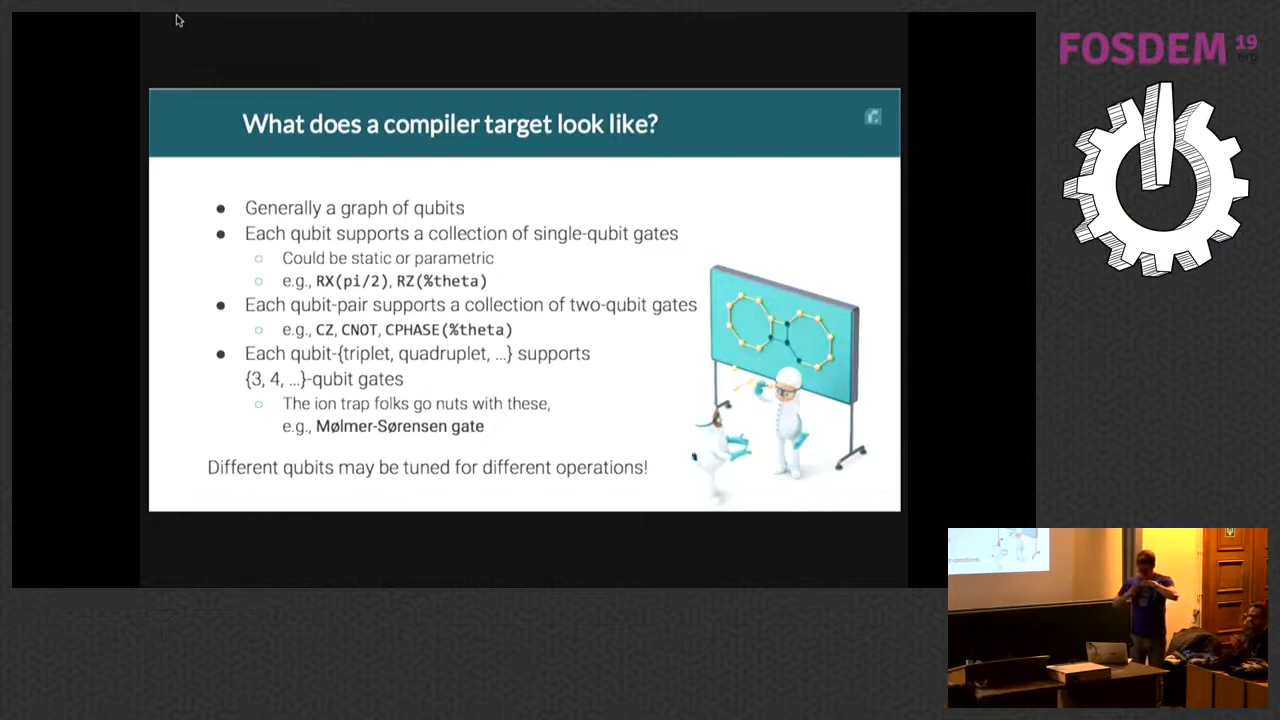 FOSDEM 19
.org
What does a compiler target look like?
● Generally a graph of qubits
● Each qubit supports a collection of single-qubit gates
○ Could be static or parametric
○ e.g., RX(pi/2), RZ(%theta)
● Each qubit-pair supports a collection of two-qubit gates
○ e.g., CZ, CNOT, CPHASE(%theta)
● Each qubit-{triplet, quadruplet, ...} supports
{3, 4, ...}-qubit gates
○ The ion trap folks go nuts with these,
e.g., Mølmer-Sørensen gate
Different qubits may be tuned for different operations!